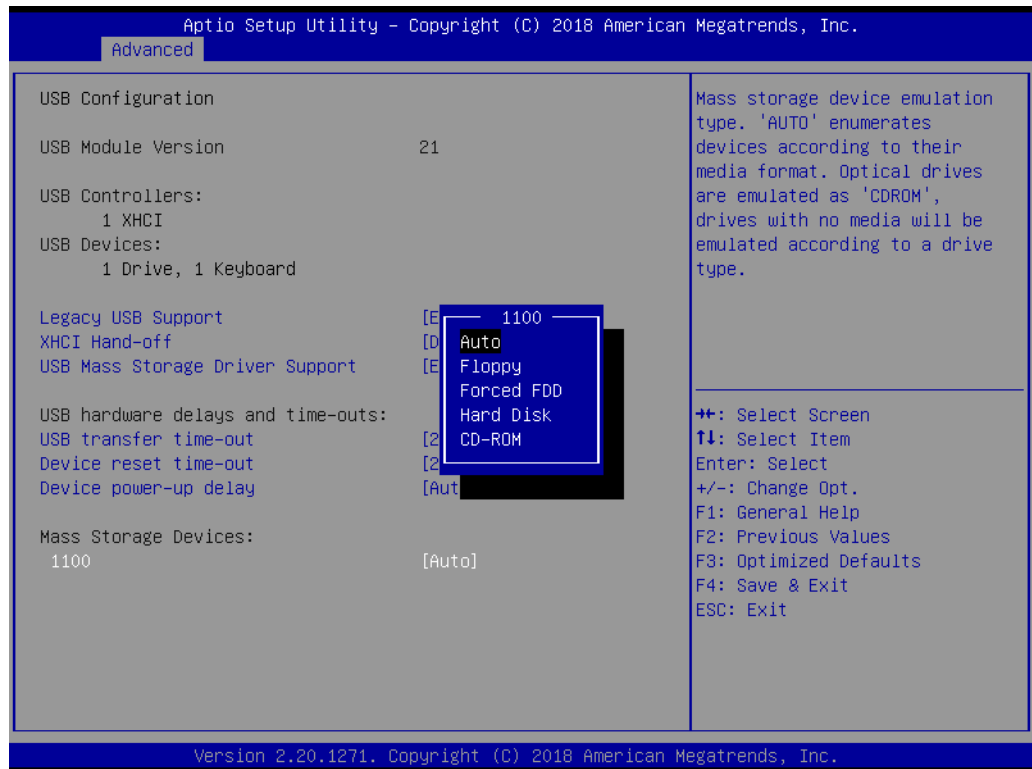 Aptio Setup Utility – Copyright (C) 2018 American Megatrends, Inc.
Advanced
USB Configuration
USB Module Version 21
USB Controllers:
1 XHCI
USB Devices:
1 Drive, 1 Keyboard
Legacy USB Support [E
XHCI Hand-off [D
USB Mass Storage Driver Support [E
USB hardware delays and time-outs:
USB transfer time-out [2
Device reset time-out [2
Device power-up delay [Aut
Mass Storage Devices:
1100 [Auto]
1100
Auto
Floppy
Forced FDD
Hard Disk
CD-ROM
Mass storage device emulation
type. 'AUTO' enumerates
devices according to their
media format. Optical drives
are emulated as 'CDROM',
drives with no media will be
emulated according to a drive
type.
→←: Select Screen
↑↓: Select Item
Enter: Select
+/-: Change Opt.
F1: General Help
F2: Previous Values
F3: Optimized Defaults
F4: Save & Exit
ESC: Exit
Version 2.20.1271. Copyright (C) 2018 American Megatrends, Inc.